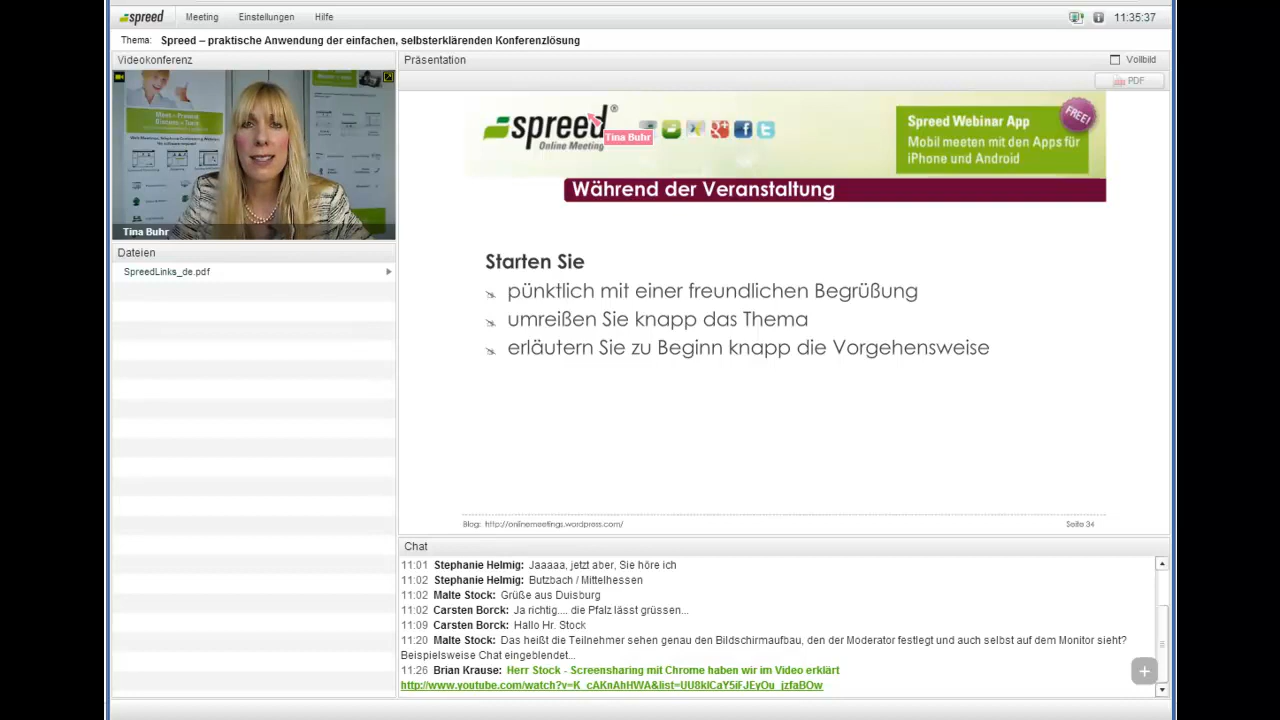 spreed Meeting Einstellungen Hilfe 11:35:37
Thema: Spreed – praktische Anwendung der einfachen, selbsterklärenden Konferenzlösung
Videokonferenz
Tina Buhr
Dateien
SpreedLinks_de.pdf
Präsentation Vollbild
PDF
spreed®
Online Meeting
Tina Buhr
Spreed Webinar App
Mobil meeten mit den Apps für
iPhone und Android
FREE!
Während der Veranstaltung
Starten Sie
pünktlich mit einer freundlichen Begrüßung
umreißen Sie knapp das Thema
erläutern Sie zu Beginn knapp die Vorgehensweise
Blog: http://onlinemeetings.wordpress.com/ Seite 34
Chat
11:01 Stephanie Helmig: Jaaaaa, jetzt aber, Sie höre ich
11:02 Stephanie Helmig: Butzbach / Mittelhessen
11:02 Malte Stock: Grüße aus Duisburg
11:02 Carsten Borck: Ja richtig.... die Pfalz lässt grüssen...
11:09 Carsten Borck: Hallo Hr. Stock
11:20 Malte Stock: Das heißt die Teilnehmer sehen genau den Bildschirmaufbau, den der Moderator festlegt und auch selbst auf dem Monitor sieht?
Beispielsweise Chat eingeblendet...
11:26 Brian Krause: Herr Stock - Screensharing mit Chrome haben wir im Video erklärt
http://www.youtube.com/watch?v=K_cAKnAhHWA&list=UU8kICaY5iFJEyOu_jzfaBOw